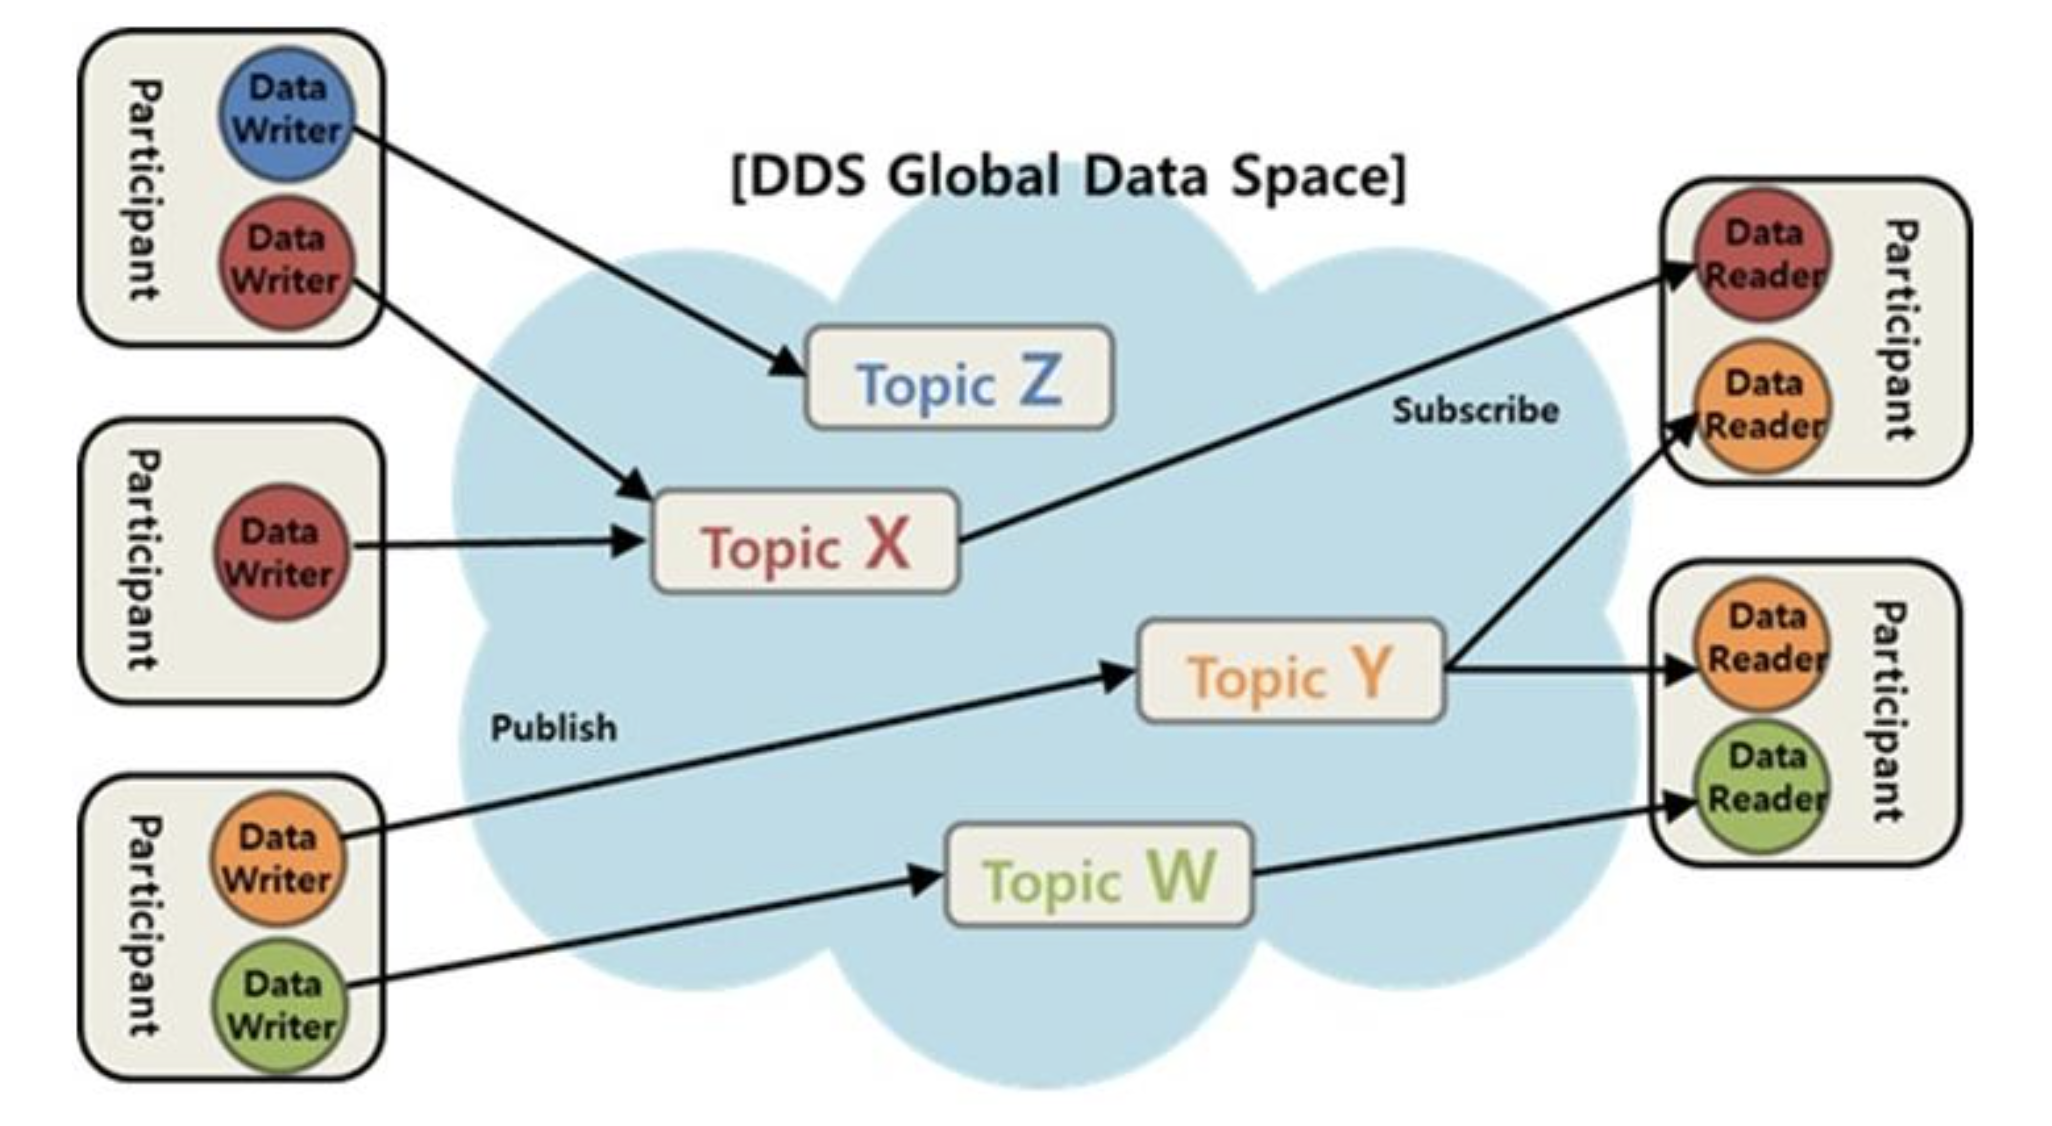 [DDS Global Data Space]
Participant
Data
Writer
Data
Writer
Participant
Data
Writer
Participant
Data
Writer
Data
Writer
Topic Z
Topic X
Topic Y
Topic W
Publish
Subscribe
Data
Reader
Data
Reader
Participant
Data
Reader
Data
Reader
Participant